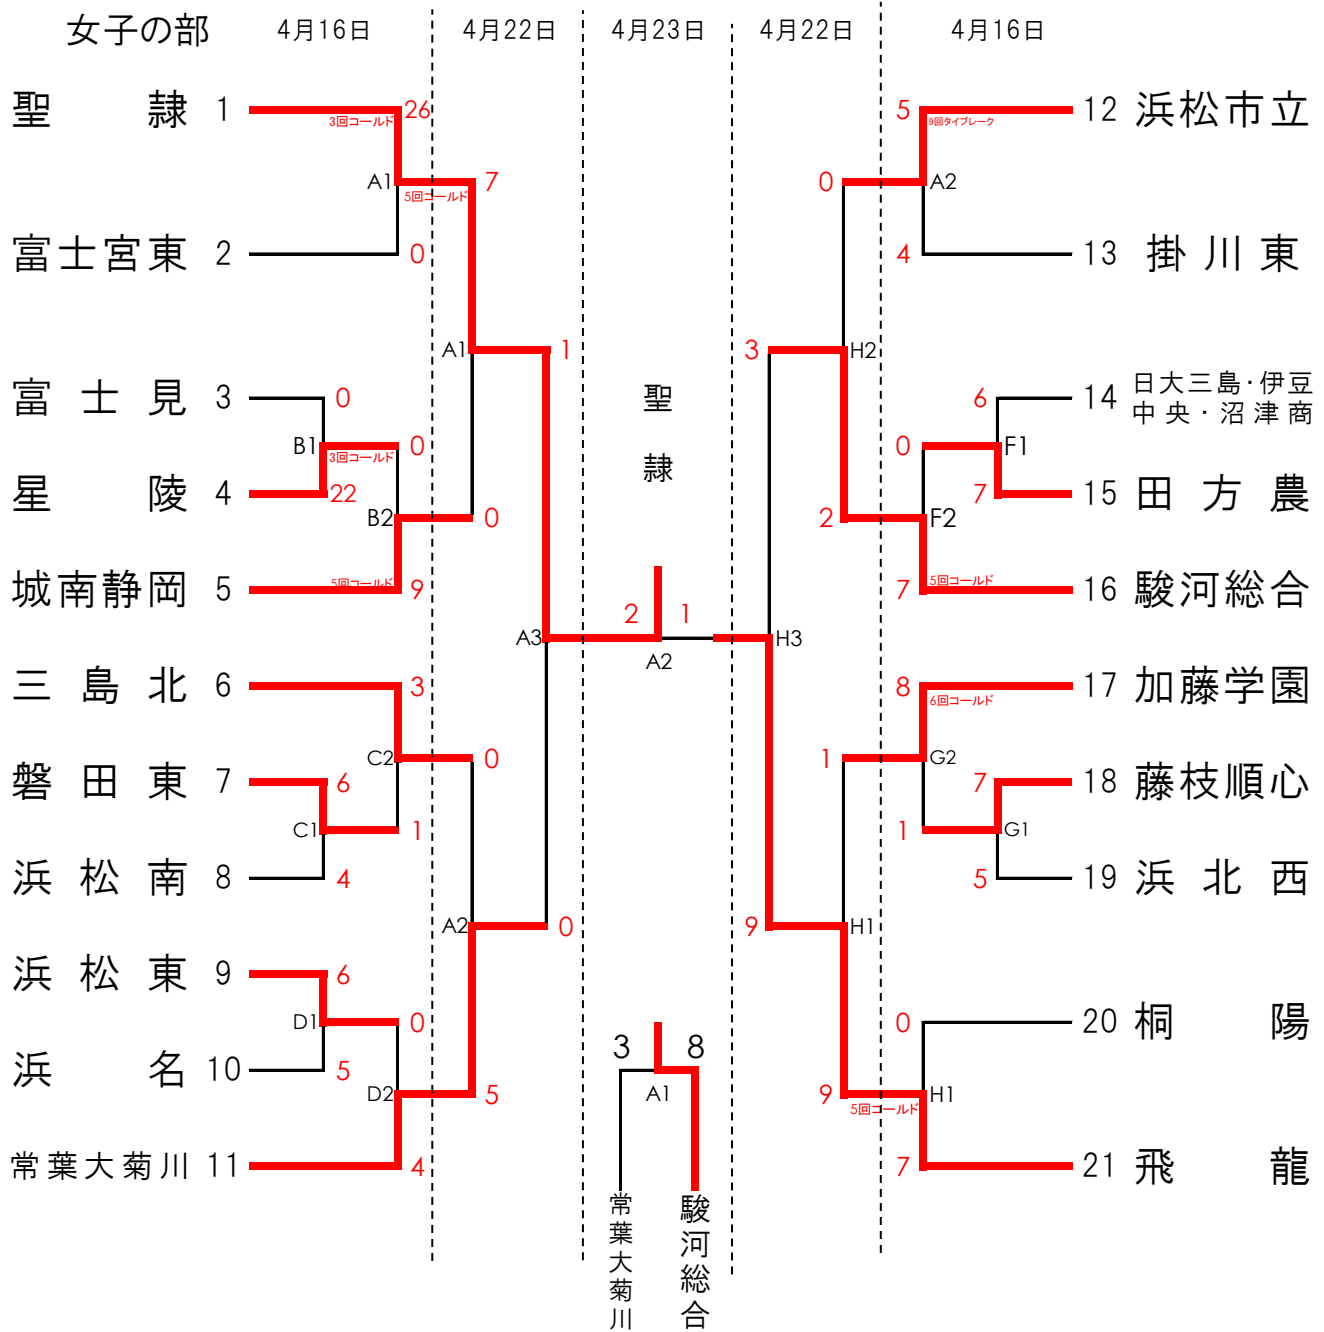 女子の部 4月16日 4月22日 4月23日 4月22日 4月16日
聖隷 1 26 5 12 浜松市立
3回コールド 9回タイブレーク
A1 7 0 A2
5回コールド
富士宮東 2 0 4 13 掛川東
A1 1 3 H2
富士見 3 0 6 14 日大三島・伊豆
中央・沼津商
聖隷
B1 0 0 F1
3回コールド
星陵 4 22 7 15 田方農
B2 0 2 F2
城南静岡 5 5回コールド 9 7 5回コールド 16 駿河総合
2 1
A3 A2 H3
三島北 6 3 8 17 加藤学園
6回コールド
C2 0 1 G2
磐田東 7 6 7 18 藤枝順心
C1 1 1 G1
浜松南 8 4 5 19 浜北西
A2 0 9 H1
浜松東 9 6
D1 0 0 20 桐陽
3 8
浜名 10 5
D2 5 A1 9 H1
5回コールド
常葉大菊川 11 4 7 21 飛龍
常葉大菊川
駿河総合